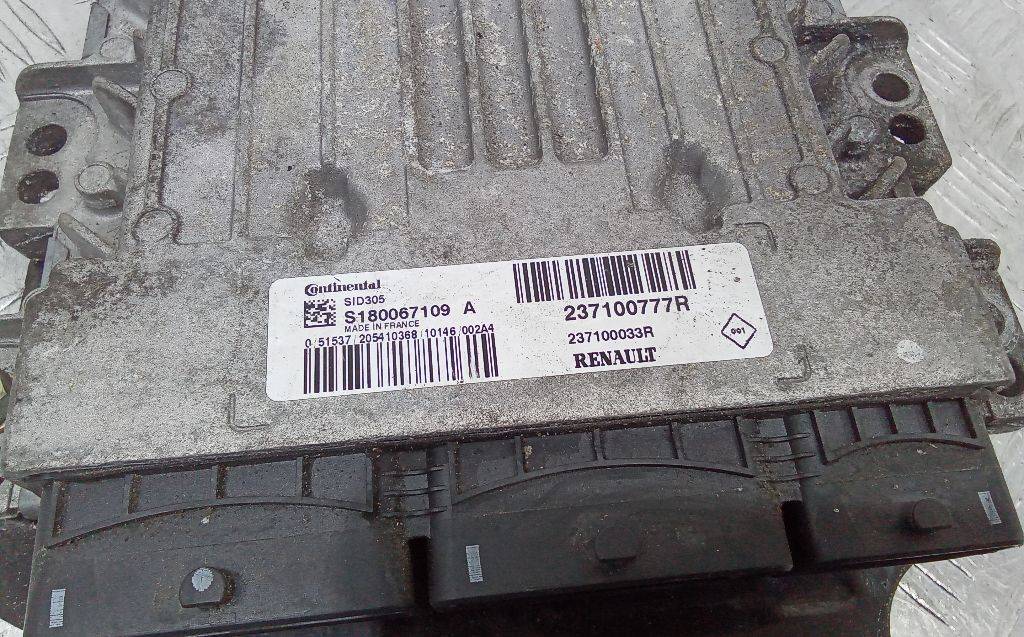 Continental
SID305
S180067109 A
MADE IN FRANCE
0/51537/205410368/10146/002A4
237100777R
237100033R
RENAULT
001